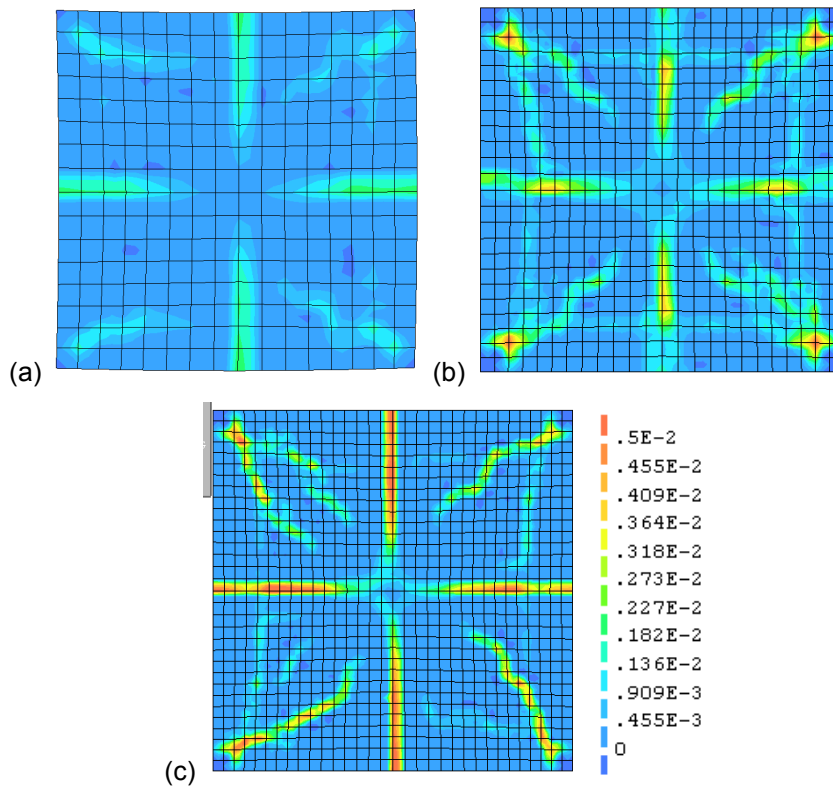 (a)
(b)
(c)
.5E-2
.455E-2
.409E-2
.364E-2
.318E-2
.273E-2
.227E-2
.182E-2
.136E-2
.909E-3
.455E-3
0